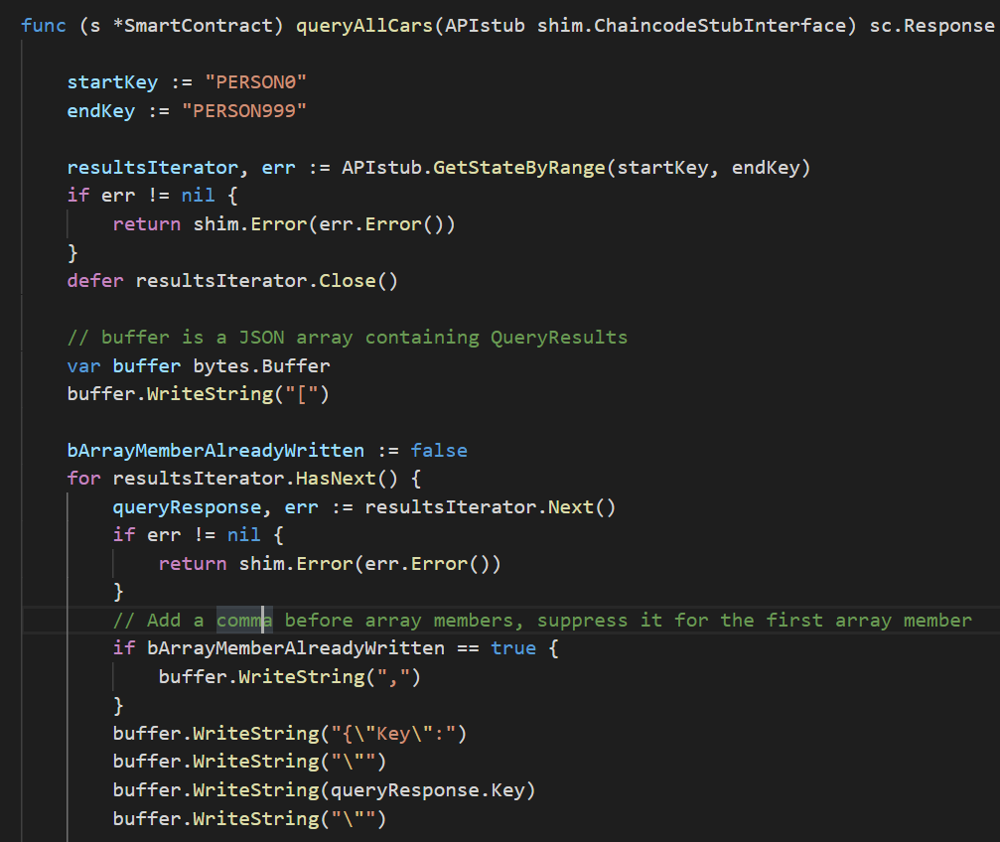 func (s *SmartContract) queryAllCars(APIstub shim.ChaincodeStubInterface) sc.Response
startKey := "PERSON0"
endKey := "PERSON999"
resultsIterator, err := APIstub.GetStateByRange(startKey, endKey)
if err != nil {
return shim.Error(err.Error())
}
defer resultsIterator.Close()
// buffer is a JSON array containing QueryResults
var buffer bytes.Buffer
buffer.WriteString("[")
bArrayMemberAlreadyWritten := false
for resultsIterator.HasNext() {
queryResponse, err := resultsIterator.Next()
if err != nil {
return shim.Error(err.Error())
}
// Add a comma before array members, suppress it for the first array member
if bArrayMemberAlreadyWritten == true {
buffer.WriteString(",")
}
buffer.WriteString("{\"Key\":")
buffer.WriteString("\"")
buffer.WriteString(queryResponse.Key)
buffer.WriteString("\"")